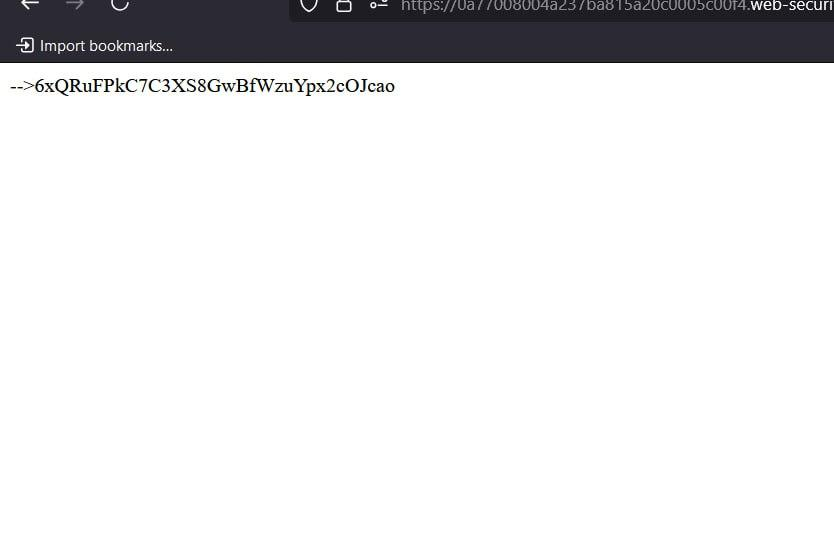 https://0a77008004a237ba815a20c0005c00f4.web-securi
Import bookmarks...
-->6xQRuFPkC7C3XS8GwBfWzuYpx2cOJcao